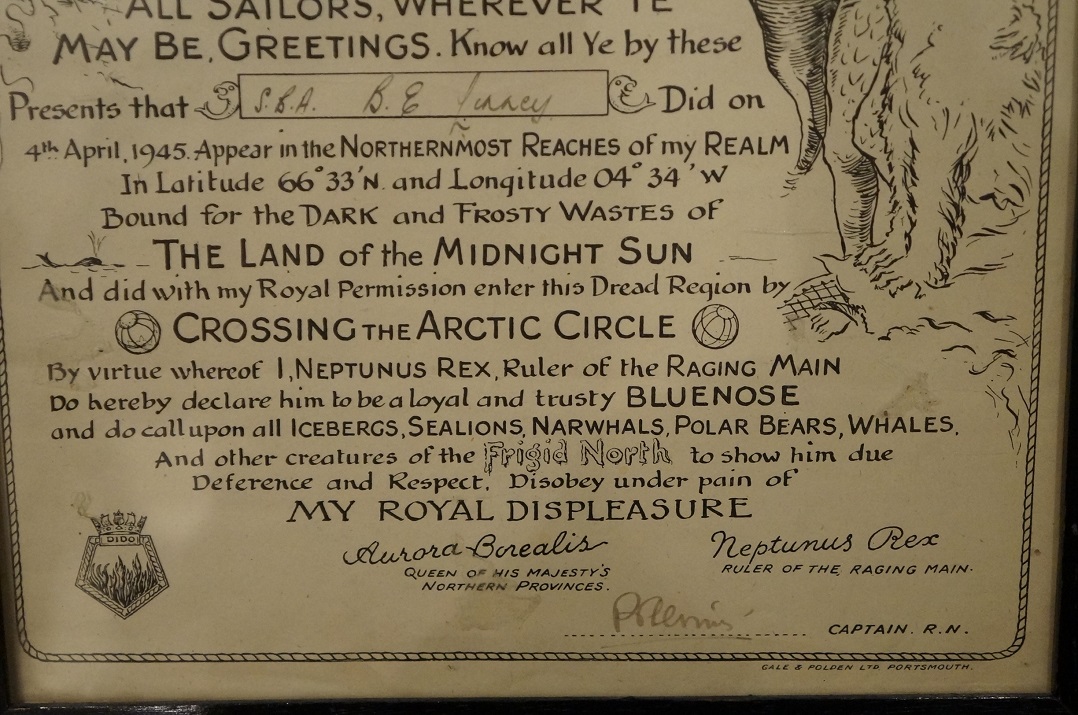 ALL SAILORS, WHEREVER YE
MAY BE, GREETINGS. Know all Ye by these
Presents that S.B.A. B. E Did on
4th April, 1945. Appear in the NORTHERNMOST REACHES of my REALM
In Latitude 66°33'N. and Longitude 04°34'W
Bound for the DARK and FROSTY WASTES of
THE LAND of the MIDNIGHT SUN
And did with my Royal Permission enter this Dread Region by
CROSSING THE ARCTIC CIRCLE
By virtue whereof I, NEPTUNUS REX, Ruler of the RAGING MAIN
Do hereby declare him to be a loyal and trusty BLUENOSE
and do call upon all ICEBERGS, SEALIONS, NARWHALS, POLAR BEARS, WHALES,
And other creatures of the Frigid North to show him due
Deference and Respect. Disobey under pain of
MY ROYAL DISPLEASURE
DIDO
Aurora Borealis
QUEEN OF HIS MAJESTY'S
NORTHERN PROVINCES.
Neptunus Rex
RULER OF THE RAGING MAIN.
CAPTAIN. R.N.
GALE & POLDEN LTD. PORTSMOUTH.